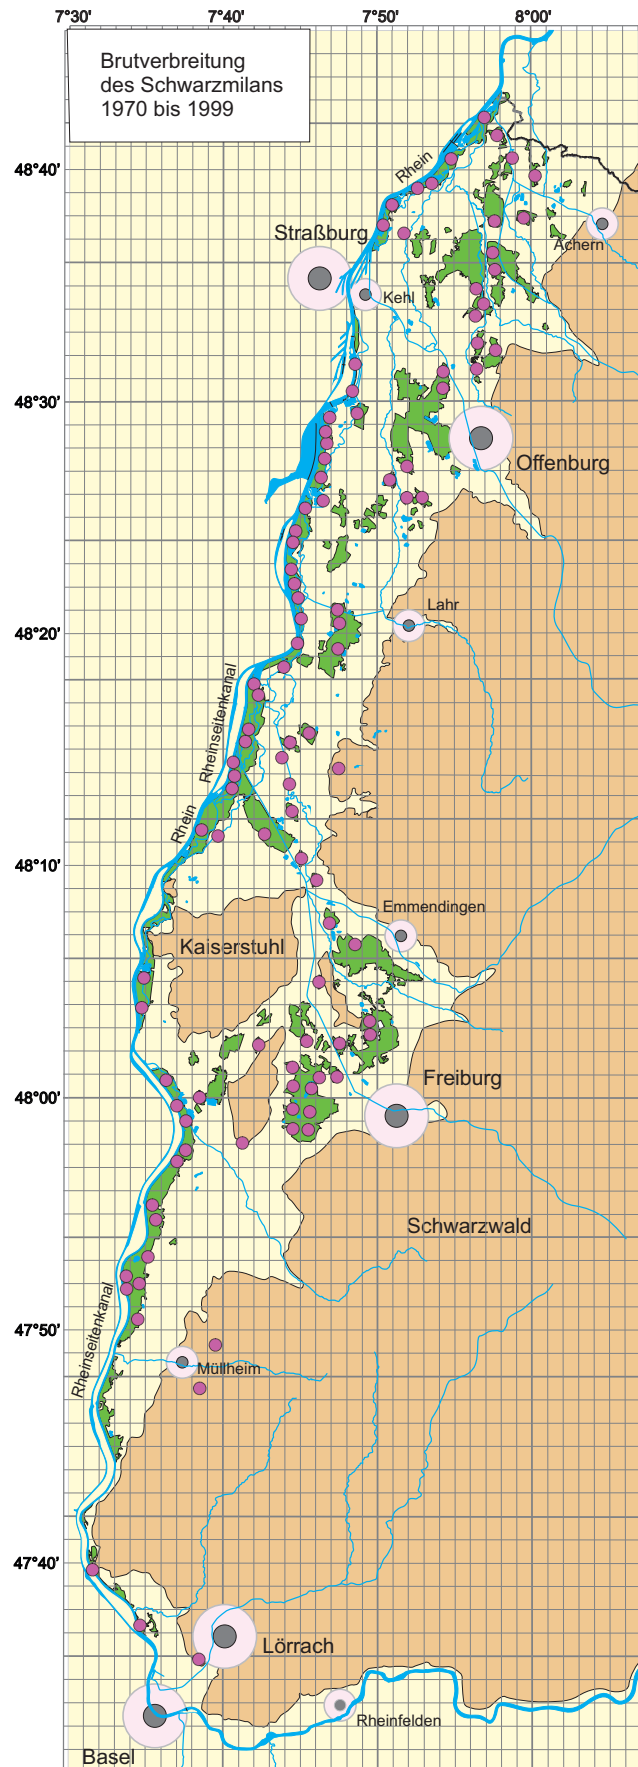 7°30' 7°40' 7°50' 8°00'
Brutverbreitung
des Schwarzmilans
1970 bis 1999
48°40'
Rhein
Straßburg
Achern
Kehl
48°30'
Offenburg
48°20'
Lahr
Rheinseitenkanal
Rhein
48°10'
Emmendingen
Kaiserstuhl
48°00'
Freiburg
Schwarzwald
47°50'
Rheinseitenkanal
Müllheim
47°40'
Lörrach
Rheinfelden
Basel